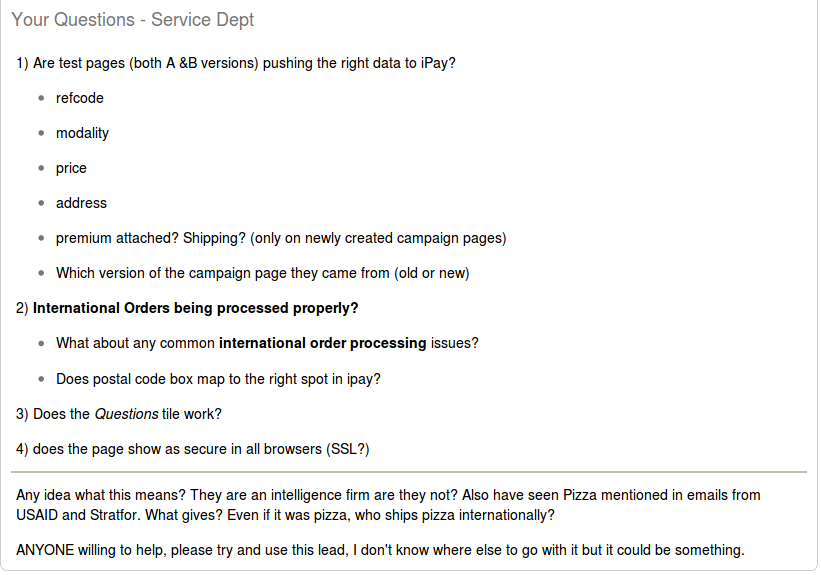 Your Questions - Service Dept
1) Are test pages (both A &B versions) pushing the right data to iPay?
refcode
modality
price
address
premium attached? Shipping? (only on newly created campaign pages)
Which version of the campaign page they came from (old or new)
2) International Orders being processed properly?
What about any common international order processing issues?
Does postal code box map to the right spot in ipay?
3) Does the Questions tile work?
4) does the page show as secure in all browsers (SSL?)
Any idea what this means? They are an intelligence firm are they not? Also have seen Pizza mentioned in emails from
USAID and Stratfor. What gives? Even if it was pizza, who ships pizza internationally?
ANYONE willing to help, please try and use this lead, I don't know where else to go with it but it could be something.